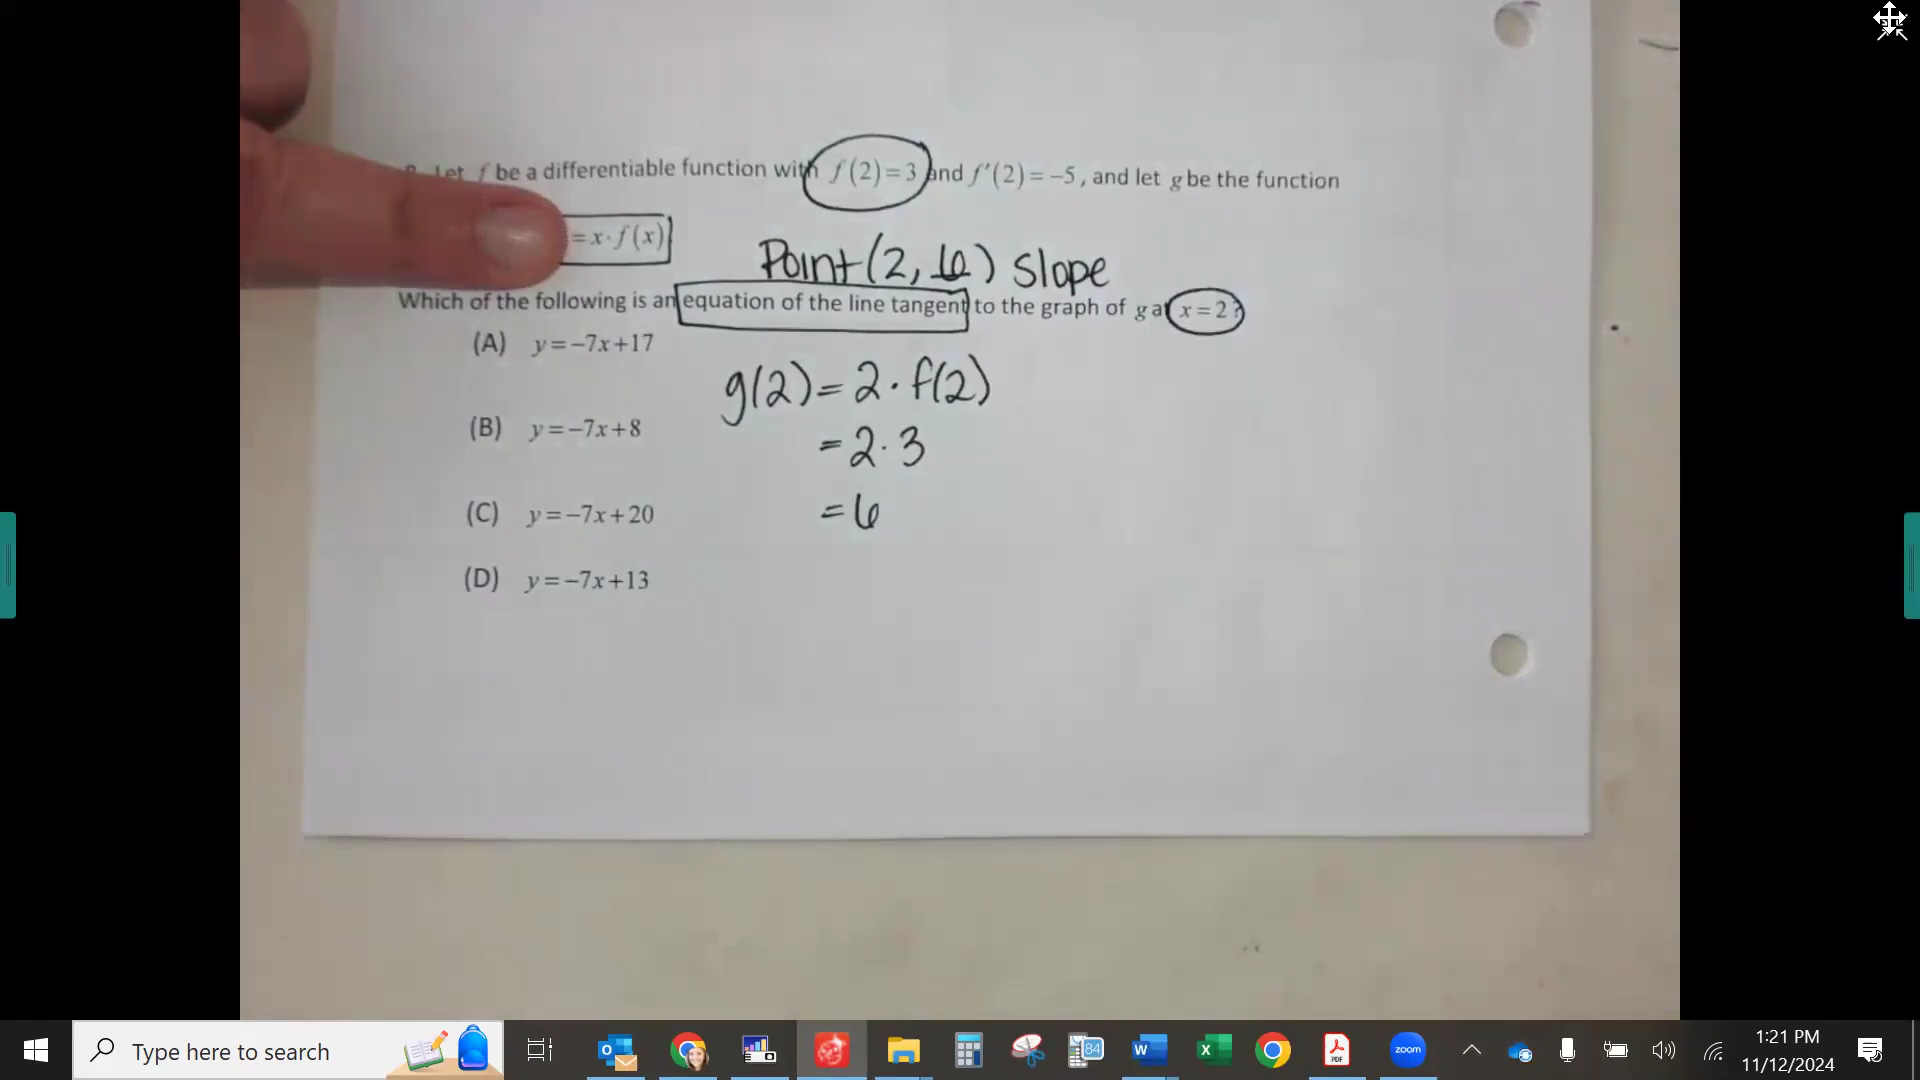 Let f be a differentiable function with f(2)=3 and f'(2)=-5, and let g be the function
=x·f(x)
Point (2, 6) slope
Which of the following is an equation of the line tangent to the graph of g at x=2?
(A) y=-7x+17
g(2)=2·f(2)
(B) y=-7x+8
=2·3
(C) y=-7x+20
=6
(D) y=-7x+13
Type here to search
84
W
zoom
PDF
1:21 PM
11/12/2024